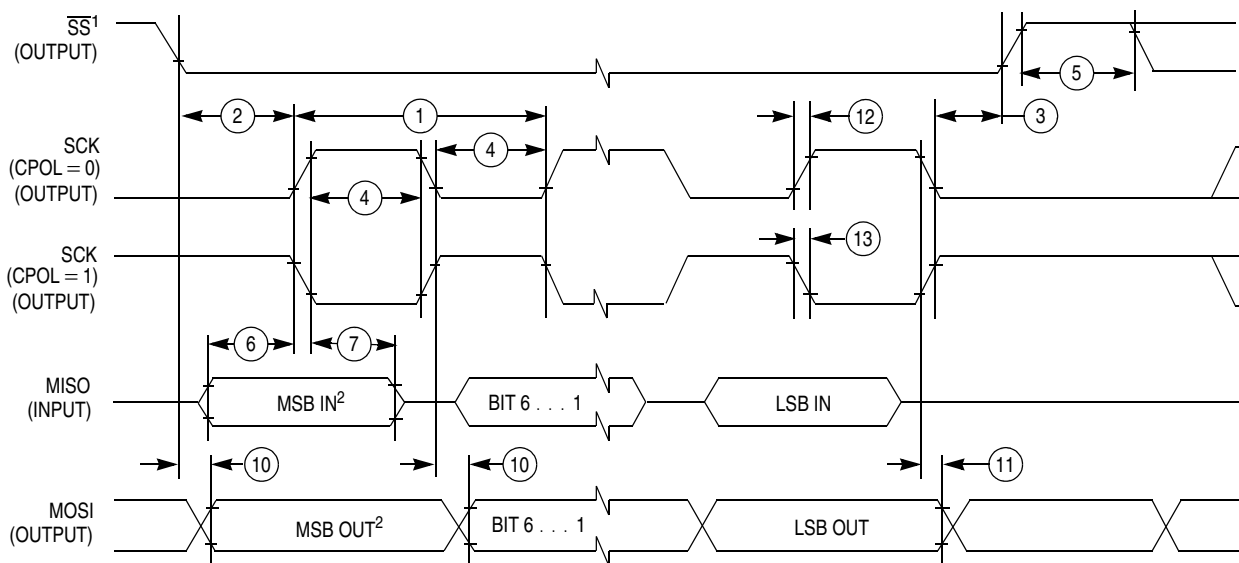 SS¹
(OUTPUT)
5
2
1
12
3
SCK
(CPOL = 0)
(OUTPUT)
4
4
SCK
(CPOL = 1)
(OUTPUT)
13
6
7
MISO
(INPUT)
MSB IN²
BIT 6 . . . 1
LSB IN
10
10
11
MOSI
(OUTPUT)
MSB OUT²
BIT 6 . . . 1
LSB OUT